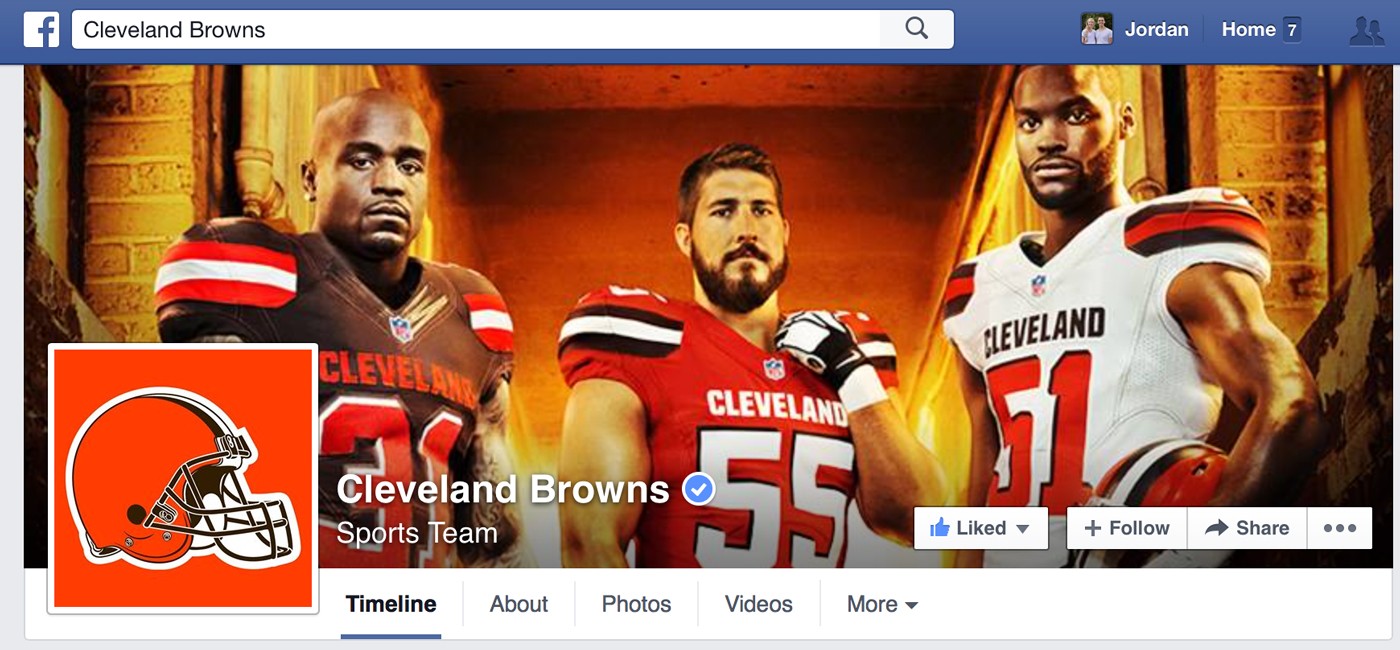 f Cleveland Browns Jordan Home 7
CLEVELAND
31
CLEVELAND
55
CLEVELAND
51
Cleveland Browns
Sports Team
Liked
+ Follow
Share
Timeline
About
Photos
Videos
More